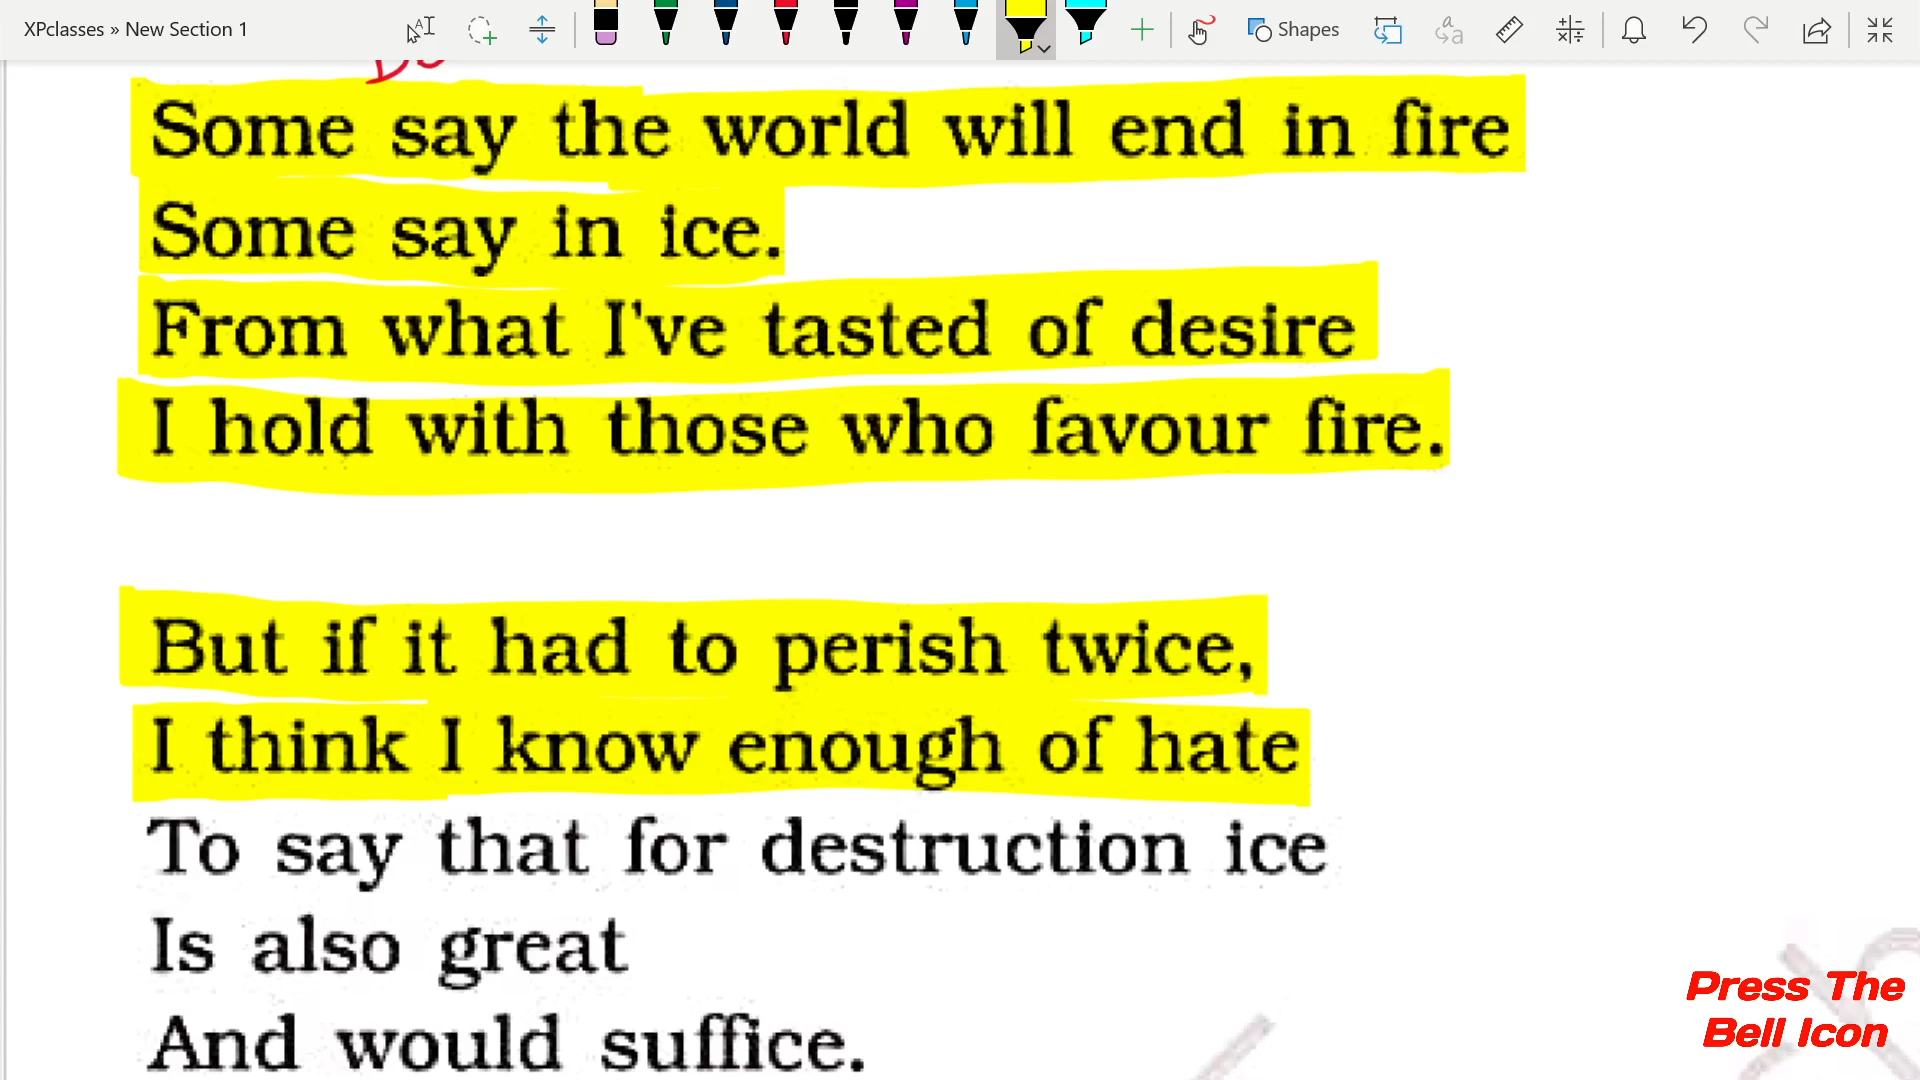 XPclasses » New Section 1
Shapes
Some say the world will end in fire
Some say in ice.
From what I've tasted of desire
I hold with those who favour fire.
But if it had to perish twice,
I think I know enough of hate
To say that for destruction ice
Is also great
And would suffice.
Press The
Bell Icon